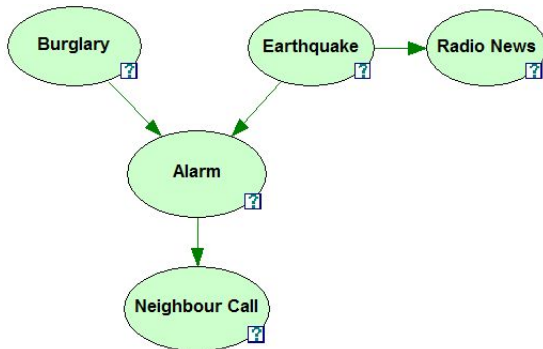 Burglary
Earthquake
Radio News
?
?
?
Alarm
?
Neighbour Call
?